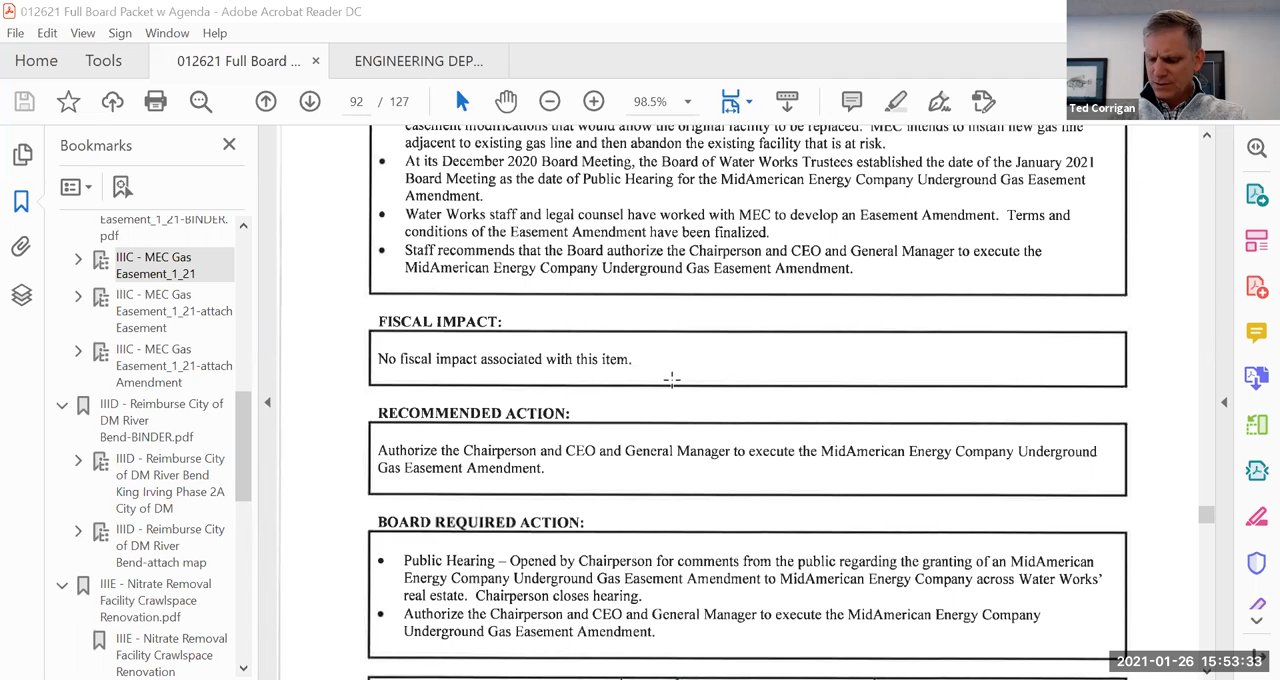 012621 Full Board Packet w Agenda - Adobe Acrobat Reader DC
File Edit View Sign Window Help
Home Tools 012621 Full Board ... × ENGINEERING DEP...
92 / 127 98.5%
Ted Corrigan
Bookmarks
Easement_1_21-BINDER.
pdf
IIIC - MEC Gas
Easement_1_21
IIIC - MEC Gas
Easement_1_21-attach
Easement
IIIC - MEC Gas
Easement_1_21-attach
Amendment
IIID - Reimburse City of
DM River
Bend-BINDER.pdf
IIID - Reimburse City
of DM River Bend
King Irving Phase 2A
City of DM
IIID - Reimburse City
of DM River
Bend-attach map
IIIE - Nitrate Removal
Facility Crawlspace
Renovation.pdf
IIIE - Nitrate Removal
Facility Crawlspace
Renovation
easement modifications that would allow the original facility to be replaced. MEC intends to install new gas line
adjacent to existing gas line and then abandon the existing facility that is at risk.
• At its December 2020 Board Meeting, the Board of Water Works Trustees established the date of the January 2021
Board Meeting as the date of Public Hearing for the MidAmerican Energy Company Underground Gas Easement
Amendment.
• Water Works staff and legal counsel have worked with MEC to develop an Easement Amendment. Terms and
conditions of the Easement Amendment have been finalized.
• Staff recommends that the Board authorize the Chairperson and CEO and General Manager to execute the
MidAmerican Energy Company Underground Gas Easement Amendment.
FISCAL IMPACT:
No fiscal impact associated with this item.
RECOMMENDED ACTION:
Authorize the Chairperson and CEO and General Manager to execute the MidAmerican Energy Company Underground
Gas Easement Amendment.
BOARD REQUIRED ACTION:
• Public Hearing – Opened by Chairperson for comments from the public regarding the granting of an MidAmerican
Energy Company Underground Gas Easement Amendment to MidAmerican Energy Company across Water Works'
real estate. Chairperson closes hearing.
• Authorize the Chairperson and CEO and General Manager to execute the MidAmerican Energy Company
Underground Gas Easement Amendment.
2021-01-26 15:53:33